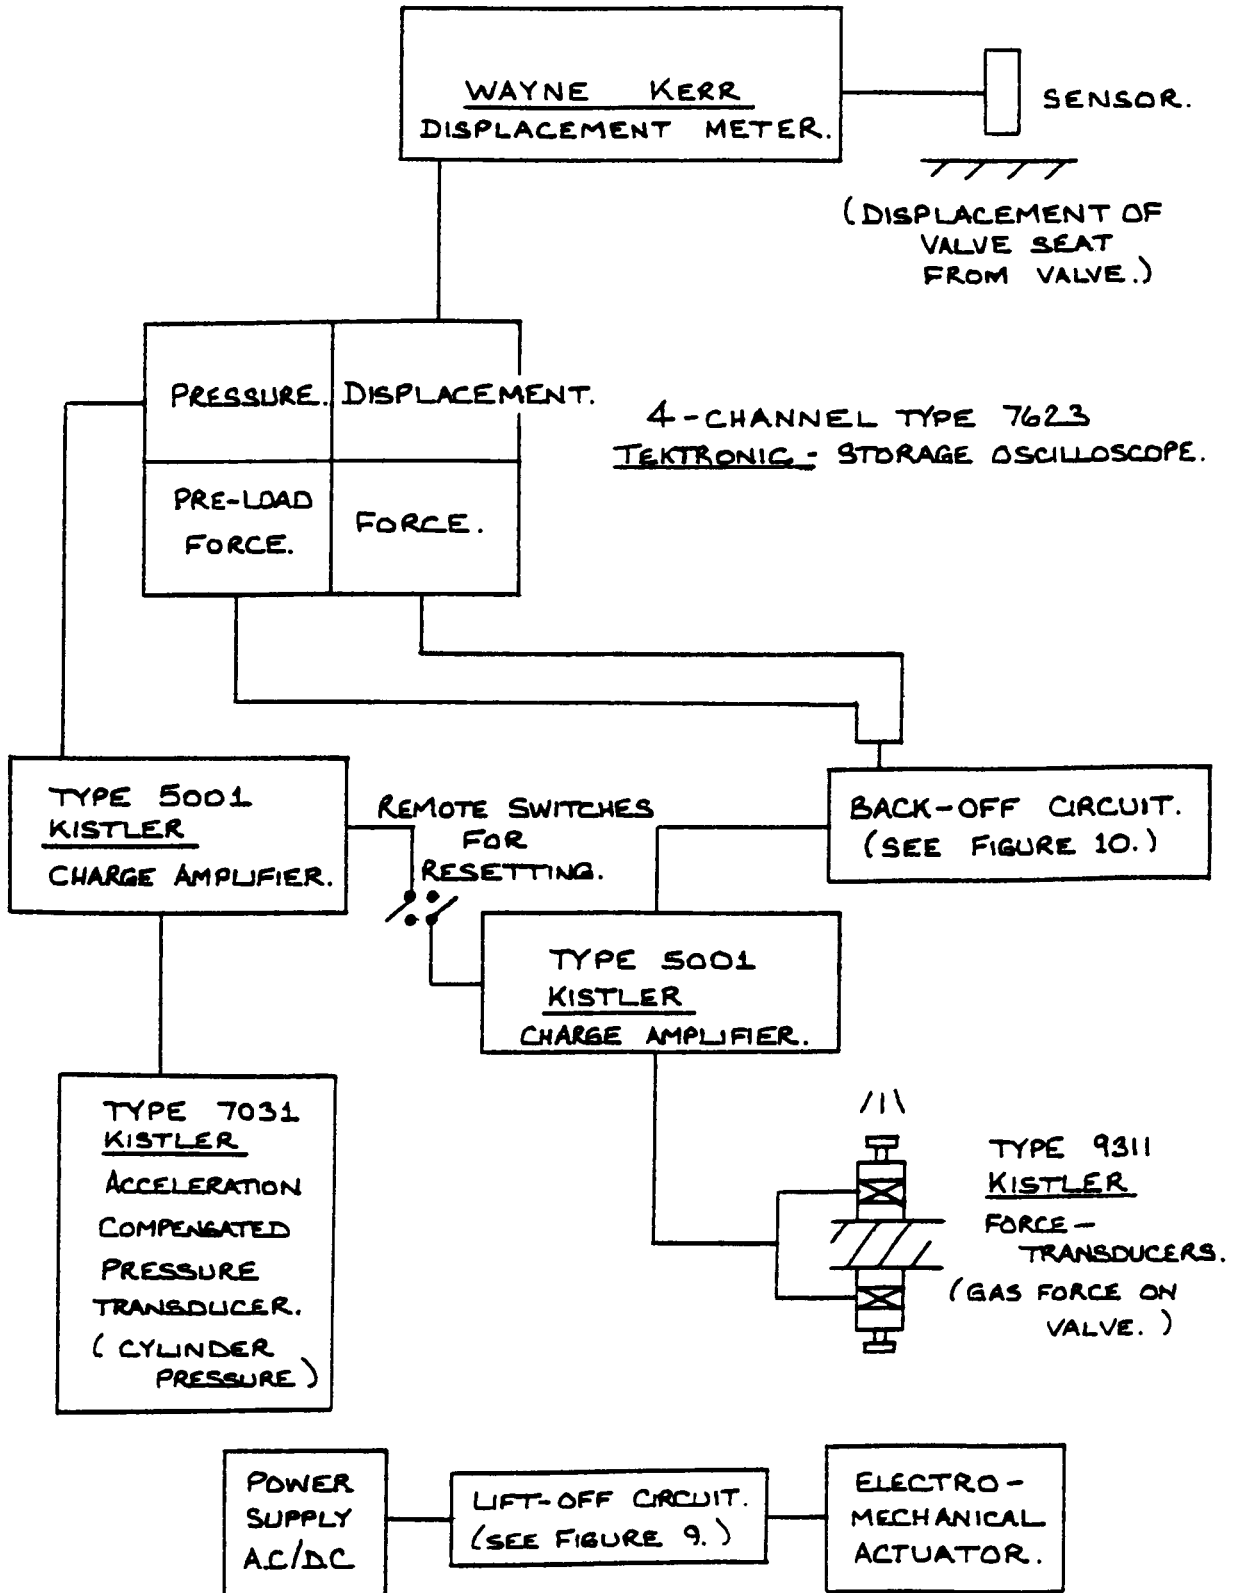 WAYNE KERR
DISPLACEMENT METER.
SENSOR.
(DISPLACEMENT OF
VALVE SEAT
FROM VALVE.)
PRESSURE.
DISPLACEMENT.
PRE-LOAD
FORCE.
FORCE.
4-CHANNEL TYPE 7623
TEKTRONIC - STORAGE OSCILLOSCOPE.
TYPE 5001
KISTLER
CHARGE AMPLIFIER.
REMOTE SWITCHES
FOR
RESETTING.
BACK-OFF CIRCUIT.
(SEE FIGURE 10.)
TYPE 5001
KISTLER
CHARGE AMPLIFIER.
TYPE 7031
KISTLER
ACCELERATION
COMPENSATED
PRESSURE
TRANSDUCER.
(CYLINDER
PRESSURE)
TYPE 9311
KISTLER
FORCE-
TRANSDUCERS.
(GAS FORCE ON
VALVE.)
POWER
SUPPLY
A.C/D.C
LIFT-OFF CIRCUIT.
(SEE FIGURE 9.)
ELECTRO-
MECHANICAL
ACTUATOR.